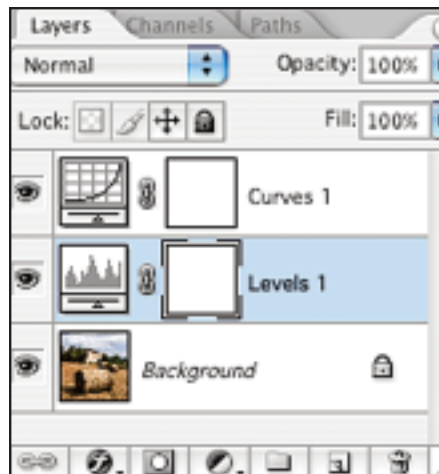 Layers Channels Paths
Normal Opacity: 100%
Lock: Fill: 100%
Curves 1
Levels 1
Background